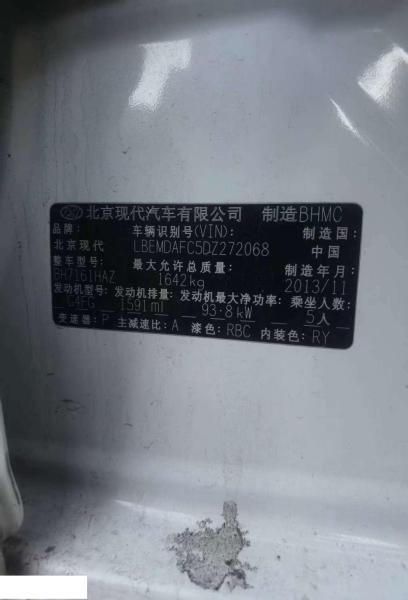 北京现代汽车有限公司 制造BHMC
品牌: 车辆识别号(VIN): 制造国:
北京现代 LBEMDAFC5DZ272068 中国
整车型号: 最大允许总质量: 制造年月:
BH7161HAZ 1642kg 2013/11
发动机型号: 发动机排量: 发动机最大净功率: 乘坐人数:
G4FG 1591ml 93.8kW 5人
变速器: P 主减速比: A 漆色: RBC 内装色: RY